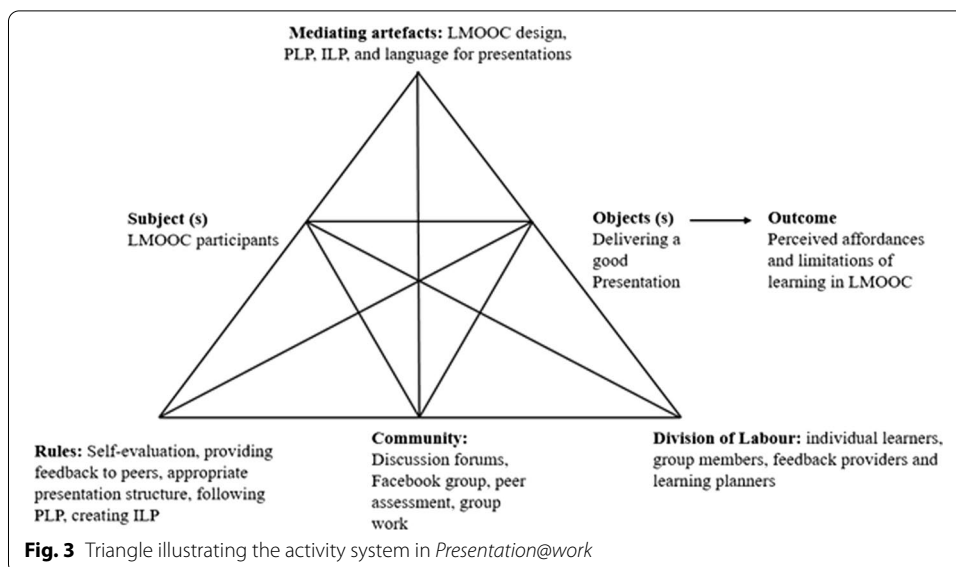 Mediating artefacts: LMOOC design,
PLP, ILP, and language for presentations
Subject (s)
LMOOC participants
Objects (s)
Delivering a
good
Presentation
Outcome
Perceived affordances
and limitations of
learning in LMOOC
Rules: Self-evaluation, providing
feedback to peers, appropriate
presentation structure, following
PLP, creating ILP
Community:
Discussion forums,
Facebook group, peer
assessment, group
work
Division of Labour: individual learners,
group members, feedback providers and
learning planners
Fig. 3 Triangle illustrating the activity system in Presentation@work